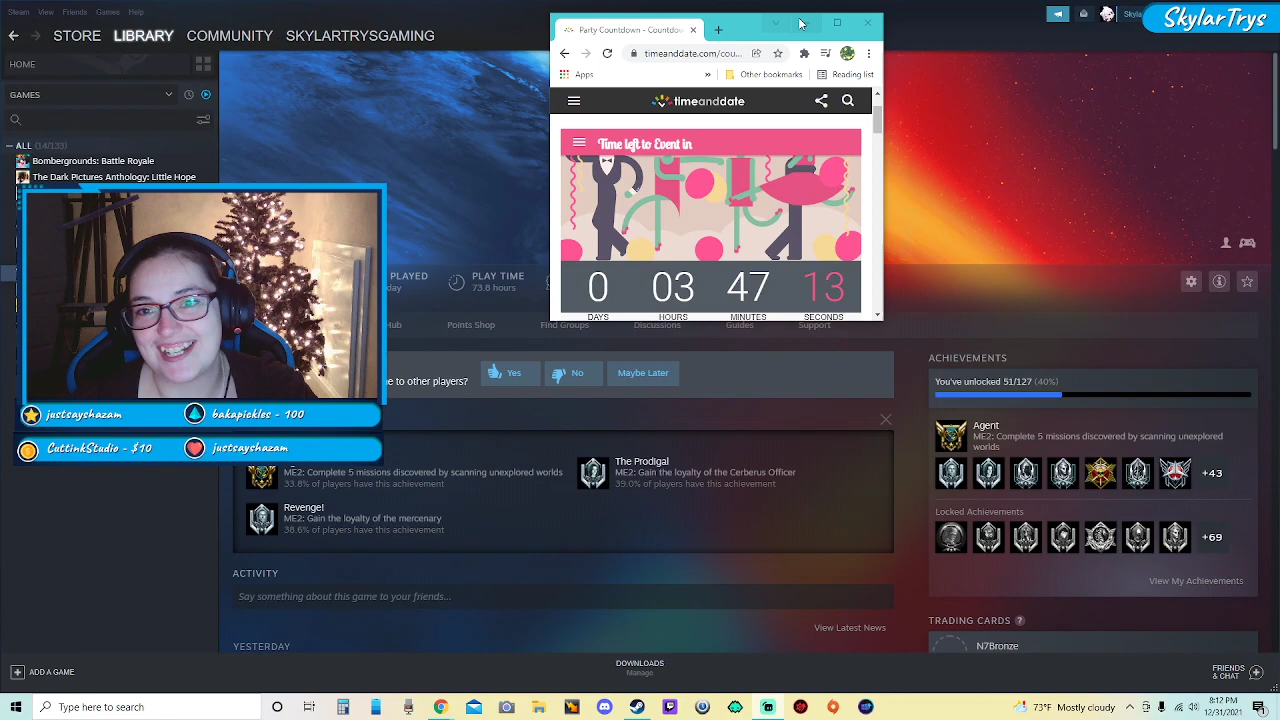 Steam View Friends Games Help
Skyla
SkylarTrys
STORE LIBRARY COMMUNITY SKYLARTRYSGAMING
Party Countdown - Countdow
timeanddate.com/cou...
Apps » Other bookmarks Reading list
timeanddate
Time left to Event in
0 03 47 13
DAYS HOURS MINUTES SECONDS
GAMES
ALL (14/133)
Bomberground: Battle Royale
The Dark Pictures Anthology: Little Hope
PLAYED PLAY TIME
day 73.8 hours
Hub Points Shop Find Groups Discussions Guides Support
e to other players? Yes No Maybe Later
justsayshazam bakapickles - 100
CuttinkStudio - $10 justsayshazam
ME2: Complete 5 missions discovered by scanning unexplored worlds
33.8% of players have this achievement
The Prodigal
ME2: Gain the loyalty of the Cerberus Officer
39.0% of players have this achievement
Revenge!
ME2: Gain the loyalty of the mercenary
38.6% of players have this achievement
ACTIVITY
Say something about this game to your friends...
View Latest News
YESTERDAY
ACHIEVEMENTS
You've unlocked 51/127 (40%)
Agent
ME2: Complete 5 missions discovered by scanning unexplored
worlds
+43
Locked Achievements
+69
View My Achievements
TRADING CARDS ?
N7Bronze
ADD A GAME
DOWNLOADS
Manage
FRIENDS
& CHAT
Type here to search
73°F Mostly cloudy
8:12 PM
12/31/2021